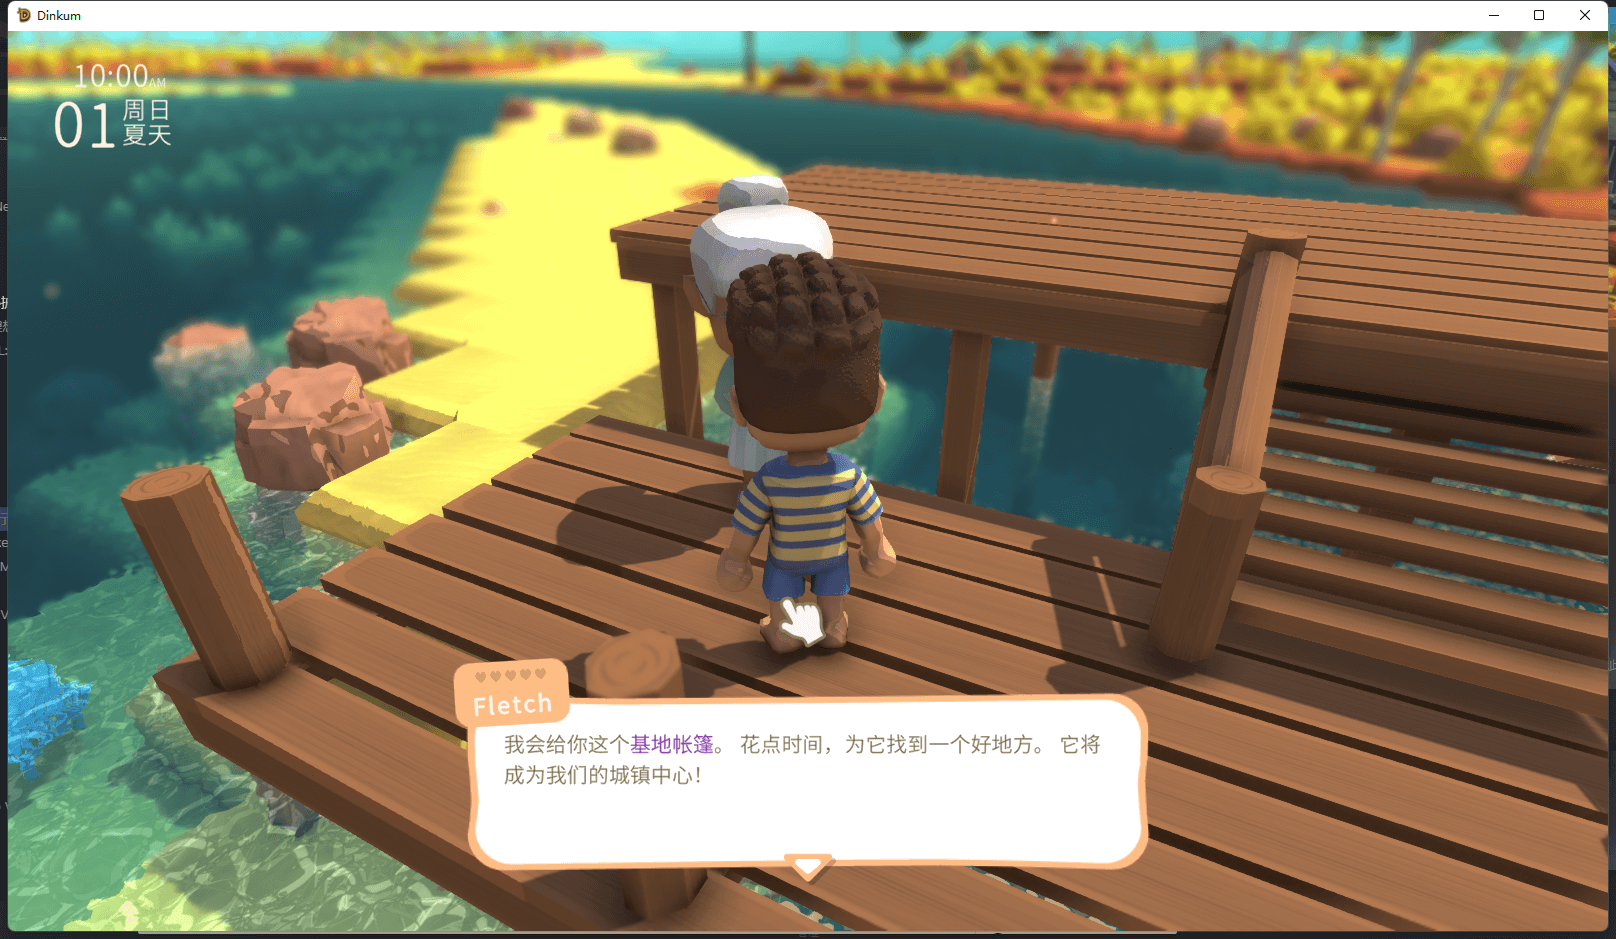 Dinkum
10:00AM
01 周日
夏天
Fletch
我会给你这个基地帐篷。 花点时间，为它找到一个好地方。 它将
成为我们的城镇中心！